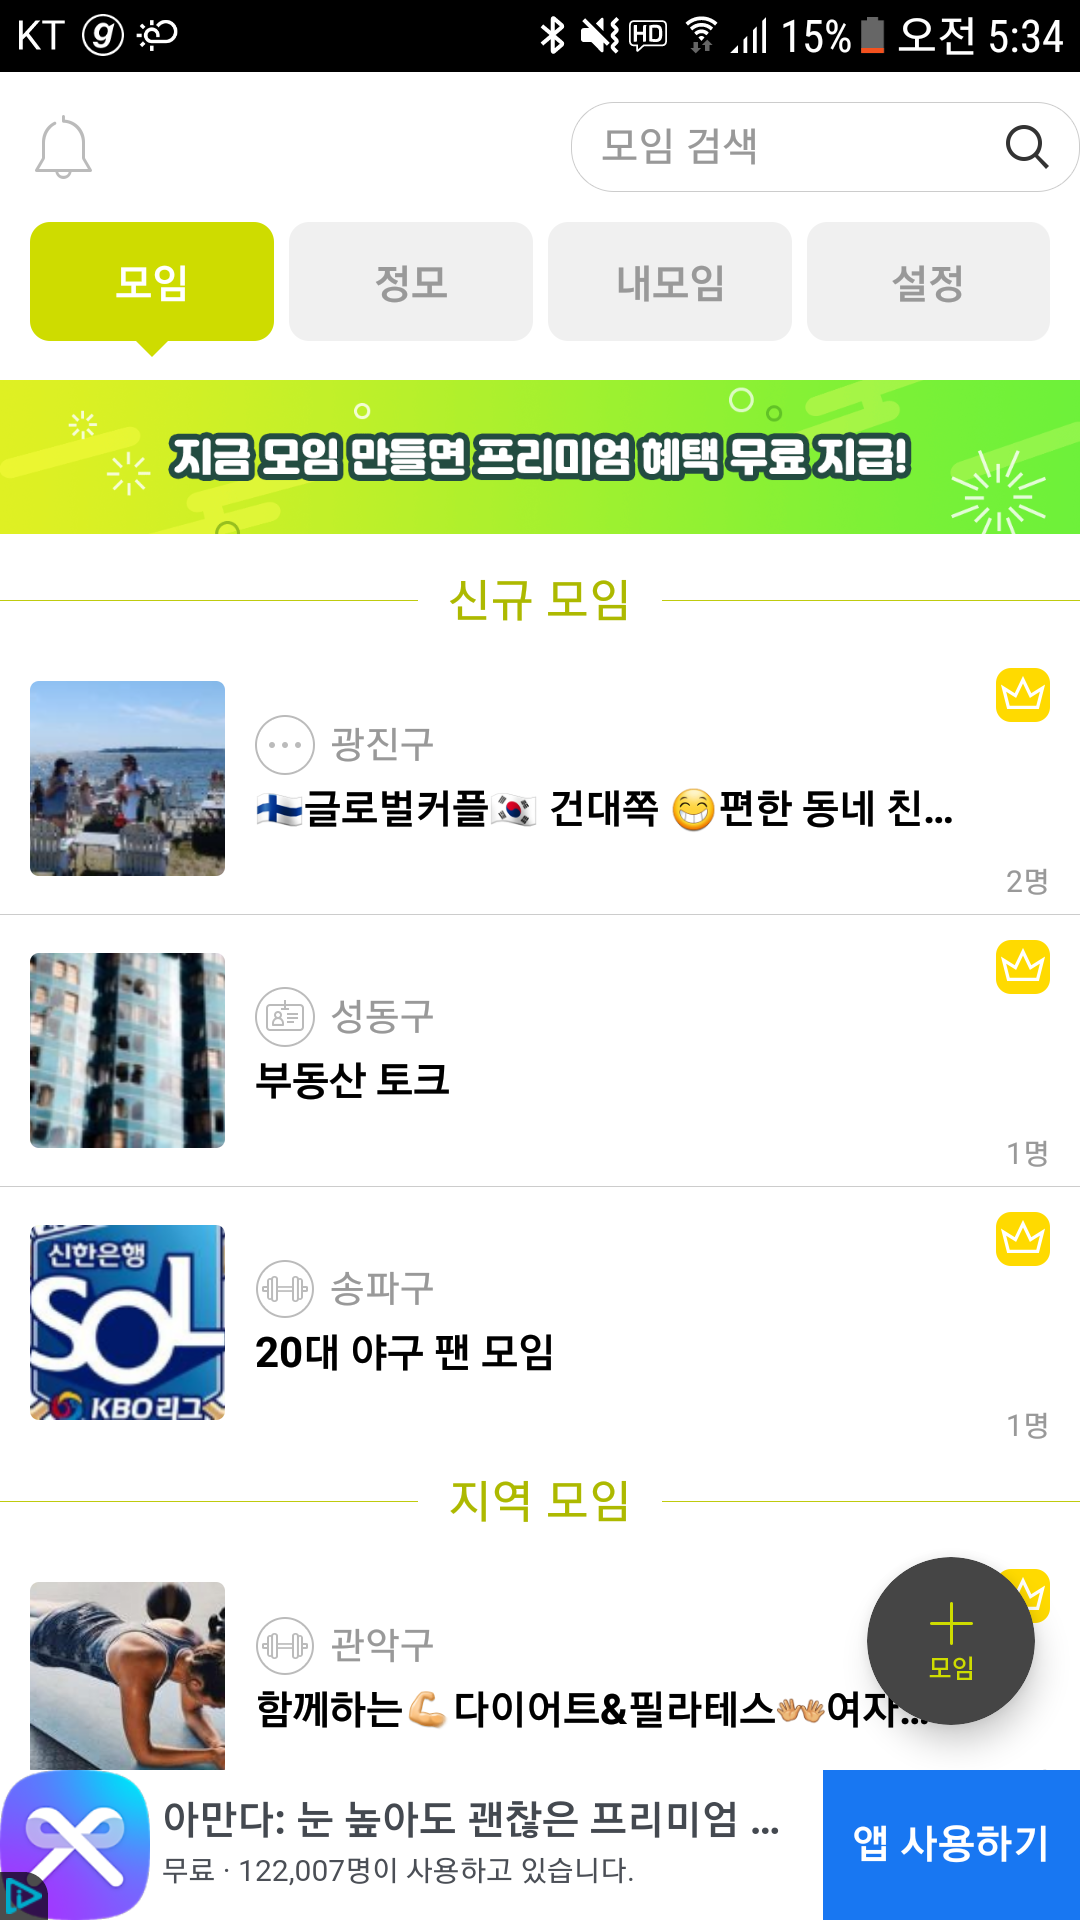 KT 15% 오전 5:34
모임 검색
모임 정모 내모임 설정
지금 모임 만들면 프리미엄 혜택 무료 지급!
신규 모임
광진구
🇫🇮글로벌커플🇰🇷 건대쪽 😁편한 동네 친...
2명
성동구
부동산 토크
1명
신한은행
SOL
KBO 리그
송파구
20대 야구 팬 모임
1명
지역 모임
관악구
함께하는💪🏼다이어트&필라테스👐🏼여자...
모임
아만다: 눈 높아도 괜찮은 프리미엄 ...
무료 · 122,007명이 사용하고 있습니다.
앱 사용하기